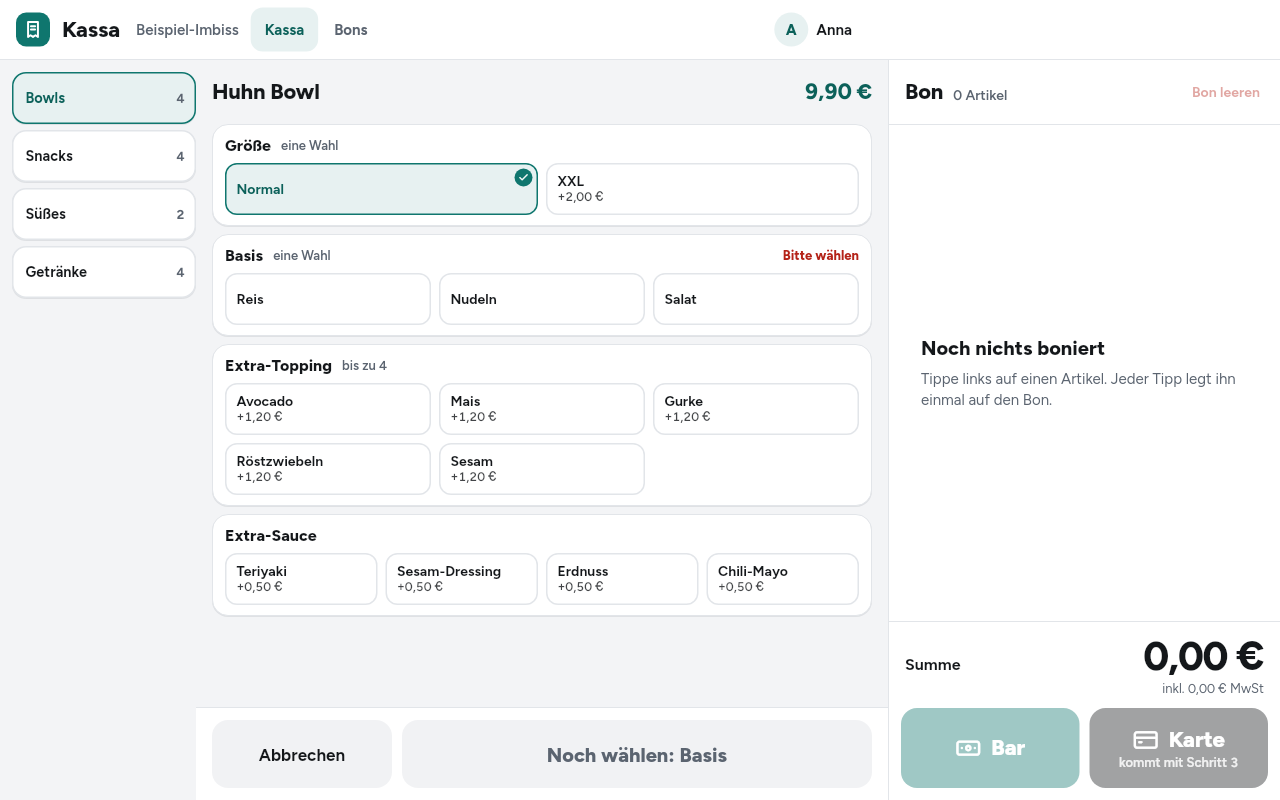 Kassa
Beispiel-Imbiss
Kassa
Bons
A
Anna
Bowls
4
Snacks
4
Süßes
2
Getränke
4
Huhn Bowl
9,90 €
Größe
eine Wahl
Normal
XXL
+2,00 €
Basis
eine Wahl
Bitte wählen
Reis
Nudeln
Salat
Extra-Topping
bis zu 4
Avocado
+1,20 €
Mais
+1,20 €
Gurke
+1,20 €
Röstzwiebeln
+1,20 €
Sesam
+1,20 €
Extra-Sauce
Teriyaki
+0,50 €
Sesam-Dressing
+0,50 €
Erdnuss
+0,50 €
Chili-Mayo
+0,50 €
Abbrechen
Noch wählen: Basis
Bon
0 Artikel
Bon leeren
Noch nichts boniert
Tippe links auf einen Artikel. Jeder Tipp legt ihn
einmal auf den Bon.
Summe
0,00 €
inkl. 0,00 € MwSt
Bar
Karte
kommt mit Schritt 3